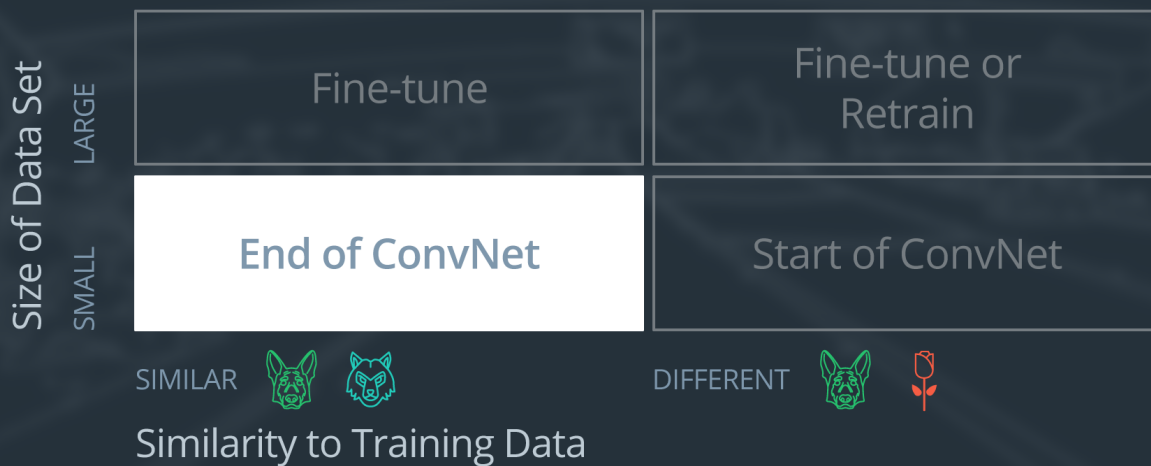 Size of Data Set
LARGE
SMALL
Fine-tune
Fine-tune or
Retrain
End of ConvNet
Start of ConvNet
SIMILAR
DIFFERENT
Similarity to Training Data